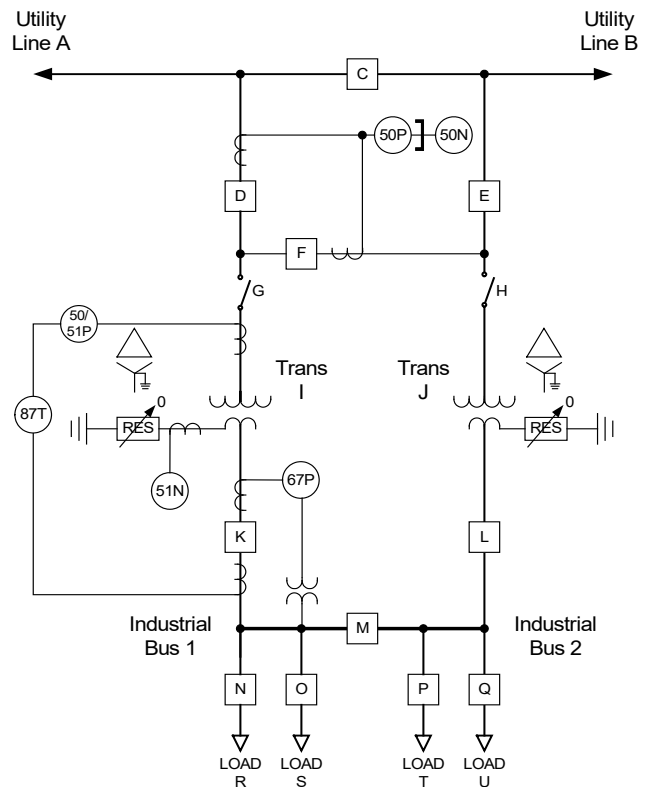 Utility
Line A
Utility
Line B
C
50P
50N
D
E
F
G
H
50/
51P
Trans
I
Trans
J
87T
0
RES
0
RES
51N
67P
K
L
Industrial
Bus 1
M
Industrial
Bus 2
N
O
P
Q
LOAD
R
LOAD
S
LOAD
T
LOAD
U